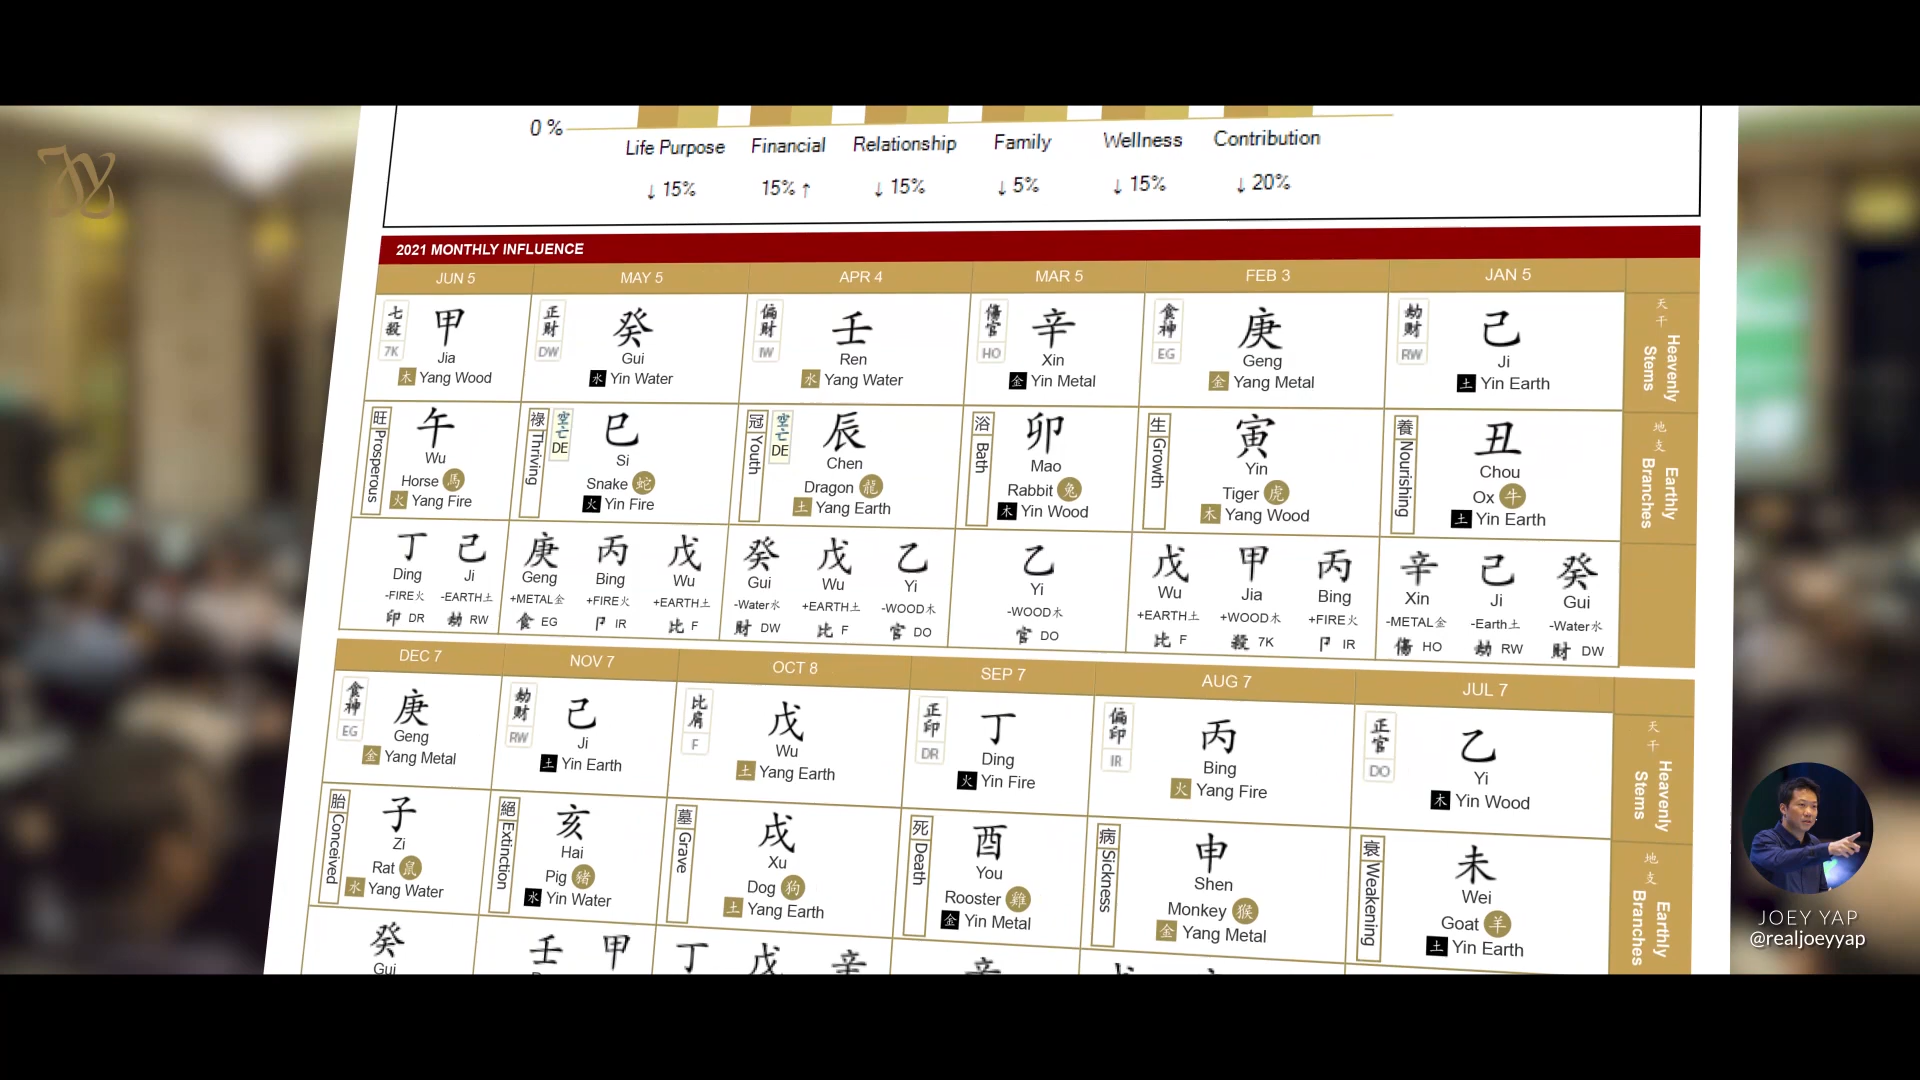 0 %
Life Purpose Financial Relationship Family Wellness Contribution
↓ 15% 15% ↑ ↓ 15% ↓ 5% ↓ 15% ↓ 20%
2021 MONTHLY INFLUENCE
JUN 5 MAY 5 APR 4 MAR 5 FEB 3 JAN 5
七殺 7K 甲 正財 DW 癸 偏財 IW 壬 傷官 HO 辛 食神 EG 庚 劫財 RW 己 天干 Heavenly Stems
Jia Gui Ren Xin Geng Ji
木 Yang Wood 水 Yin Water 水 Yang Water 金 Yin Metal 金 Yang Metal 土 Yin Earth
旺 Prosperous 午 祿 Thriving 空亡 DE 巳 冠 Youth 空亡 DE 辰 浴 Bath 卯 生 Growth 寅 養 Nourishing 丑 地支 Earthly Branches
Wu Si Chen Mao Yin Chou
Horse 馬 Snake 蛇 Dragon 龍 Rabbit 兔 Tiger 虎 Ox 牛
火 Yang Fire 火 Yin Fire 土 Yang Earth 木 Yin Wood 木 Yang Wood 土 Yin Earth
丁 己 庚 丙 戊 癸 戊 乙 乙 戊 甲 丙 辛 己 癸
Ding Ji Geng Bing Wu Gui Wu Yi Yi Wu Jia Bing Xin Ji Gui
-FIRE火 -EARTH土 +METAL金 +FIRE火 +EARTH土 -Water水 +EARTH土 -WOOD木 -WOOD木 +EARTH土 +WOOD木 +FIRE火 -METAL金 -Earth土 -Water水
印 DR 劫 RW 食 EG 卩 IR 比 F 財 DW 比 F 官 DO 官 DO 比 F 殺 7K 卩 IR 傷 HO 劫 RW 財 DW
DEC 7 NOV 7 OCT 8 SEP 7 AUG 7 JUL 7
食神 EG 庚 劫財 RW 己 比肩 F 戊 正印 DR 丁 偏印 IR 丙 正官 DO 乙 天干 Heavenly Stems
Geng Ji Wu Ding Bing Yi
金 Yang Metal 土 Yin Earth 土 Yang Earth 火 Yin Fire 火 Yang Fire 木 Yin Wood
胎 Conceived 子 絕 Extinction 亥 墓 Grave 戌 死 Death 酉 病 Sickness 申 衰 Weakening 未 地支 Earthly Branches
Zi Hai Xu You Shen Wei
Rat 鼠 Pig 豬 Dog 狗 Rooster 雞 Monkey 猴 Goat 羊
水 Yang Water 水 Yin Water 土 Yang Earth 金 Yin Metal 金 Yang Metal 土 Yin Earth
癸 壬 甲 丁 戊 辛 辛
Gui
JOEY YAP
@realjoeyyap